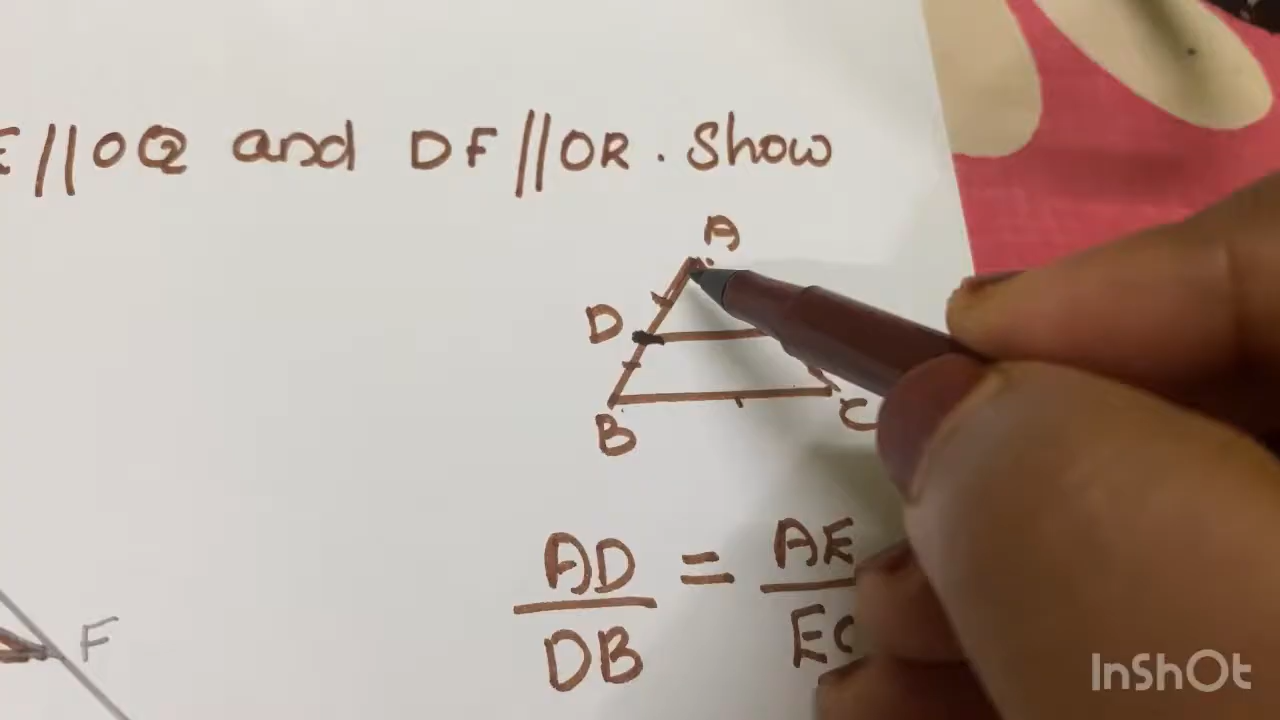 E//OQ and DF//OR. Show
A
D
B
C
AD = AE
DB EC
F
InShOt